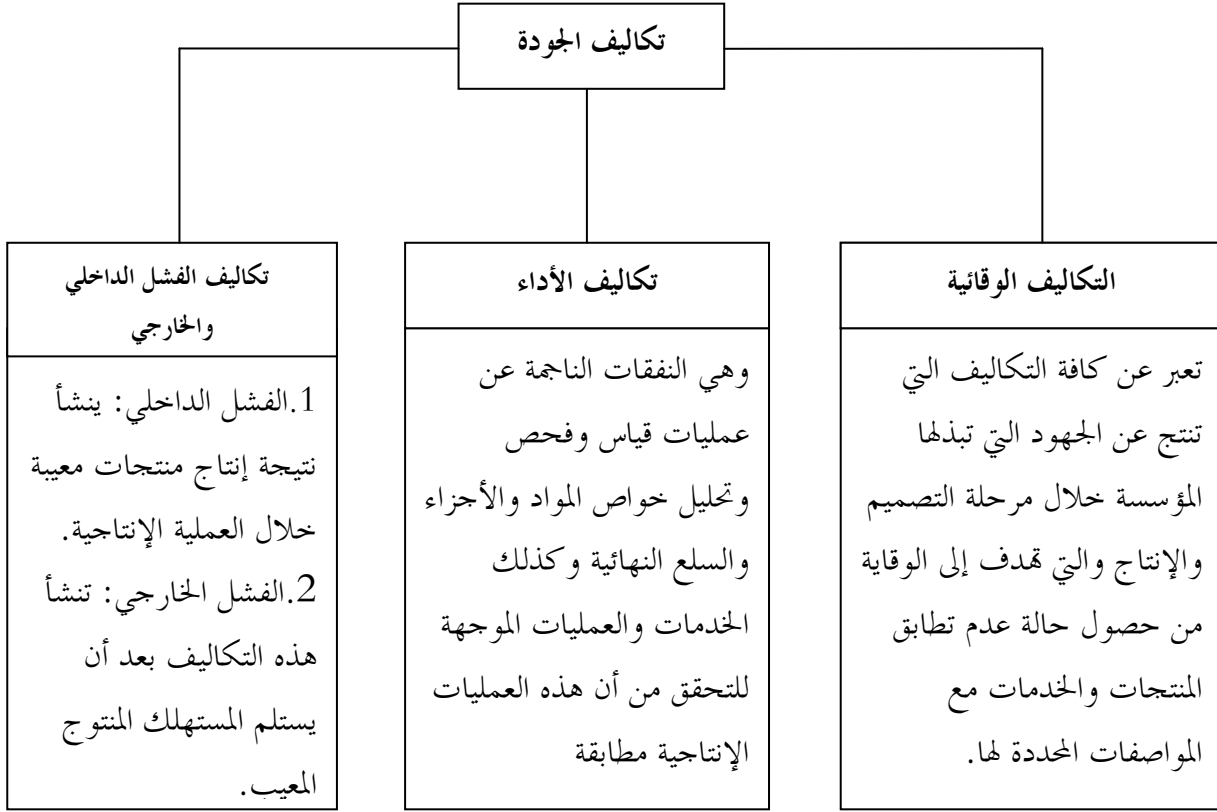 تكاليف الجودة
التكاليف الوقائية
تعبر عن كافة التكاليف التي
تنتج عن الجهود التي تبذلها
المؤسسة خلال مرحلة التصميم
والإنتاج والتي تهدف إلى الوقاية
من حصول حالة عدم تطابق
المنتجات والخدمات مع
المواصفات المحددة لها.
تكاليف الأداء
وهي النفقات الناجمة عن
عمليات قياس وفحص
وتحليل خواص المواد والأجزاء
والسلع النهائية وكذلك
الخدمات والعمليات الموجهة
للتحقق من أن هذه العمليات
الإنتاجية مطابقة
تكاليف الفشل الداخلي
والخارجي
1.الفشل الداخلي: ينشأ
نتيجة إنتاج منتجات معيبة
خلال العملية الإنتاجية.
2.الفشل الخارجي: تنشأ
هذه التكاليف بعد أن
يستلم المستهلك المنتوج
المعيب.